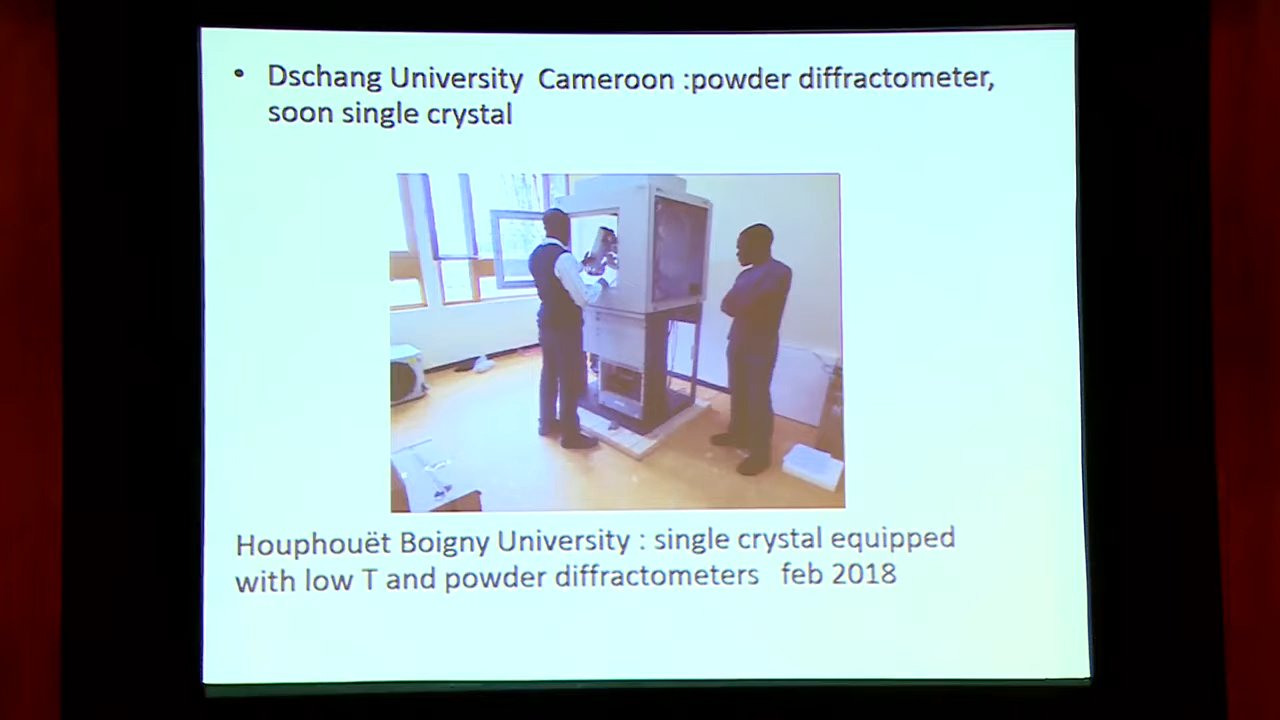 • Dschang University Cameroon :powder diffractometer,
soon single crystal
Houphouët Boigny University : single crystal equipped
with low T and powder diffractometers feb 2018